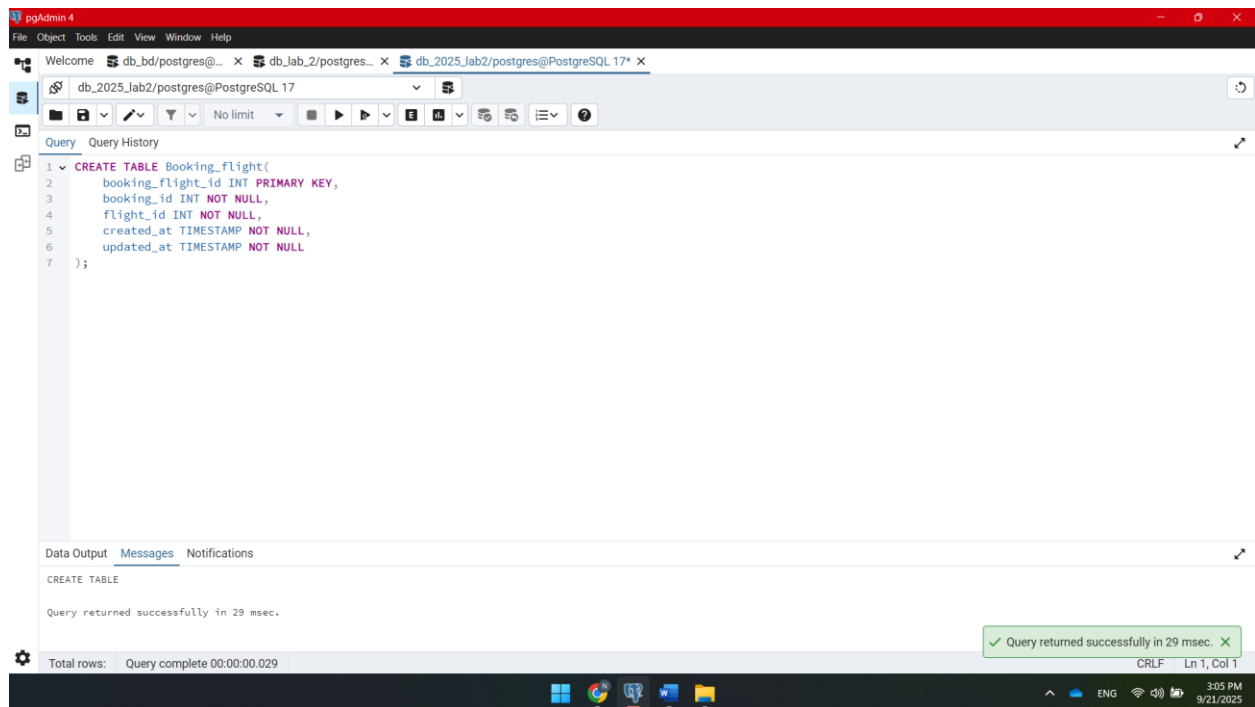 pgAdmin 4
File Object Tools Edit View Window Help
Welcome db_bd/postgres@... db_lab_2/postgres... db_2025_lab2/postgres@PostgreSQL 17*
db_2025_lab2/postgres@PostgreSQL 17
No limit
Query Query History
1 CREATE TABLE Booking_flight(
2 booking_flight_id INT PRIMARY KEY,
3 booking_id INT NOT NULL,
4 flight_id INT NOT NULL,
5 created_at TIMESTAMP NOT NULL,
6 updated_at TIMESTAMP NOT NULL
7 );
Data Output Messages Notifications
CREATE TABLE
Query returned successfully in 29 msec.
Query returned successfully in 29 msec.
Total rows: Query complete 00:00:00.029 CRLF Ln 1, Col 1
ENG 3:05 PM
9/21/2025